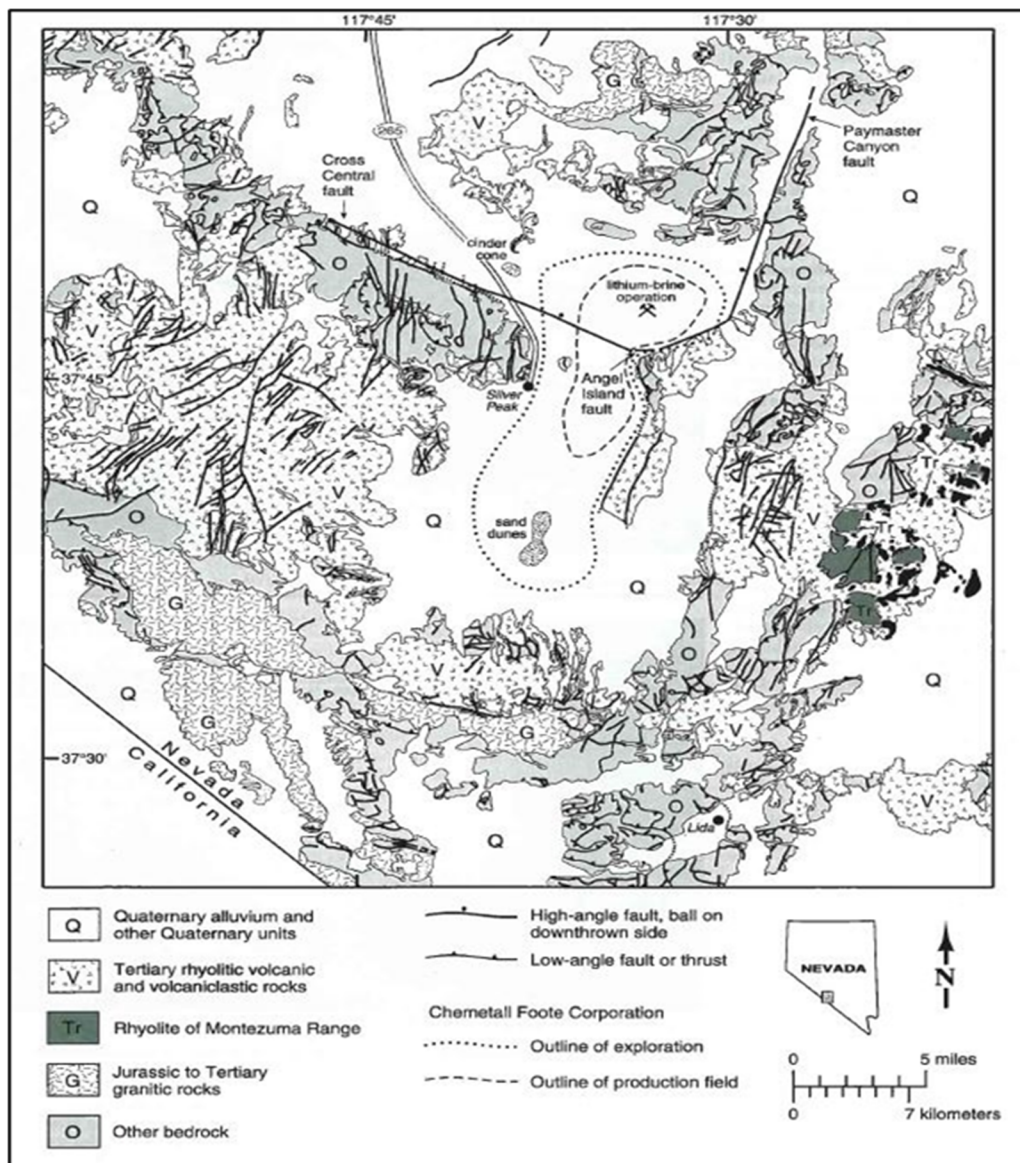 117°45'
117°30'
G
V
265
Paymaster
Canyon
fault
Cross
Central
fault
Q
Q
cinder
cone
O
lithium-brine
operation
O
V
37°45'
Silver
Peak
Angel
Island
fault
Tr
O
V
V
Tr
O
Q
sand
dunes
Q
G
Tr
O
V
Q
Q
G
G
V
Nevada
California
37°30'
V
O
Lida
Q
Q
Quaternary alluvium and
other Quaternary units
V
Tertiary rhyolitic volcanic
and volcaniclastic rocks
Tr
Rhyolite of Montezuma Range
G
Jurassic to Tertiary
granitic rocks
O
Other bedrock
High-angle fault, ball on
downthrown side
Low-angle fault or thrust
Chemetall Foote Corporation
Outline of exploration
Outline of production field
NEVADA
N
0 5 miles
0 7 kilometers